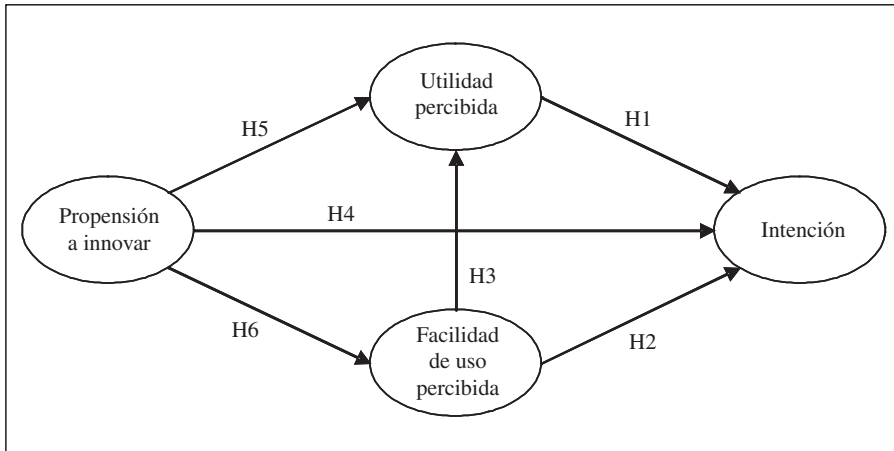 Utilidad
percibida
H5
H1
Propensión
a innovar
H4
Intención
H3
H6
Facilidad
de uso
percibida
H2